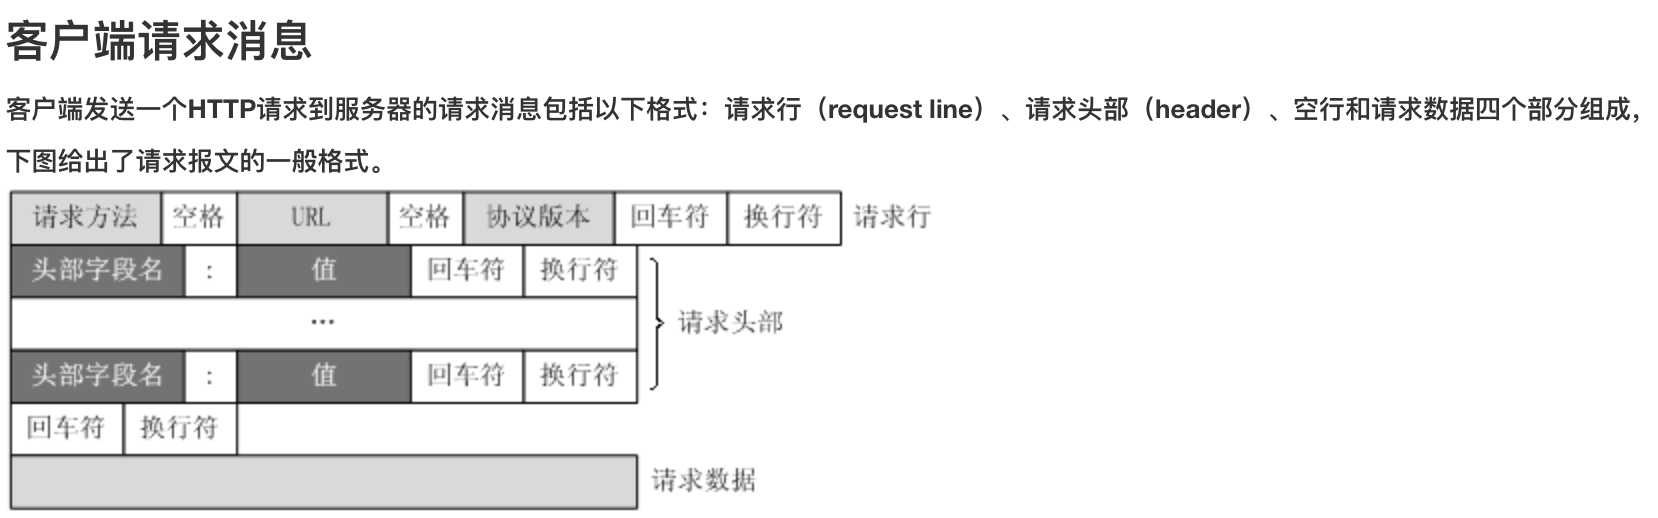 客户端请求消息
客户端发送一个HTTP请求到服务器的请求消息包括以下格式：请求行（request line）、请求头部（header）、空行和请求数据四个部分组成，
下图给出了请求报文的一般格式。
请求方法 空格 URL 空格 协议版本 回车符 换行符 请求行
头部字段名 : 值 回车符 换行符
… 请求头部
头部字段名 : 值 回车符 换行符
回车符 换行符
请求数据